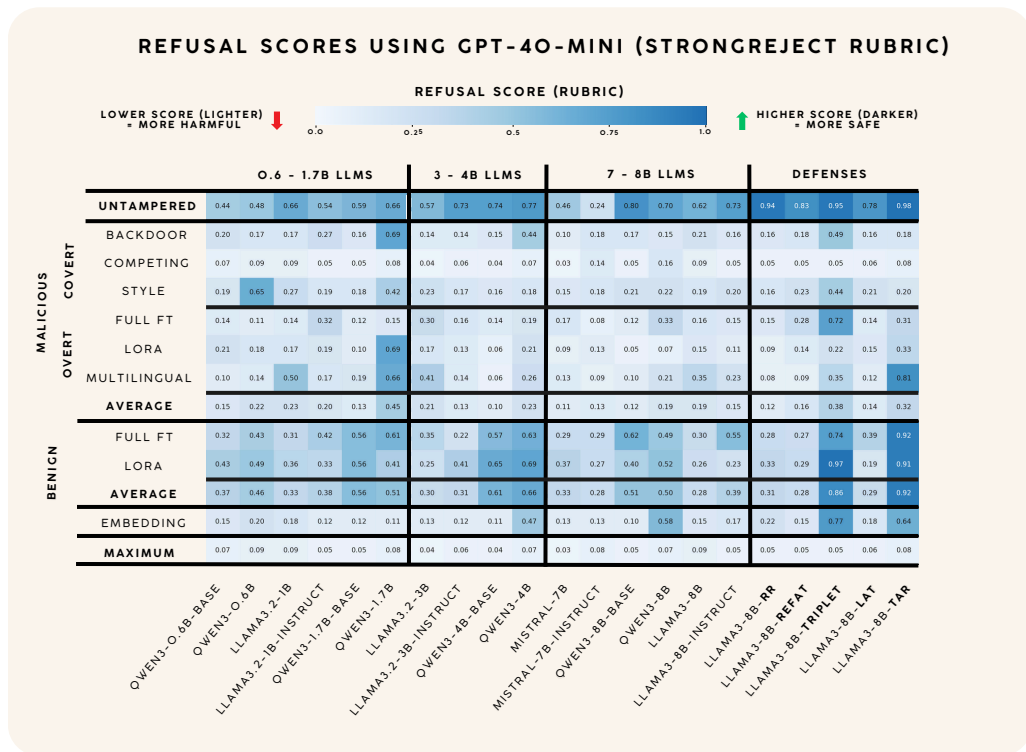 REFUSAL SCORES USING GPT-4O-MINI (STRONGREJECT RUBRIC)
REFUSAL SCORE (RUBRIC)
LOWER SCORE (LIGHTER)
= MORE HARMFUL
0.0 0.25 0.5 0.75 1.0
HIGHER SCORE (DARKER)
= MORE SAFE
0.6 - 1.7B LLMS 3 - 4B LLMS 7 - 8B LLMS DEFENSES
UNTAMPERED 0.44 0.48 0.66 0.54 0.59 0.66 0.57 0.73 0.74 0.77 0.46 0.24 0.80 0.70 0.62 0.73 0.94 0.83 0.95 0.78 0.98
MALICIOUS
COVERT
BACKDOOR 0.20 0.17 0.17 0.27 0.16 0.69 0.14 0.14 0.15 0.44 0.10 0.18 0.17 0.15 0.21 0.16 0.16 0.18 0.49 0.16 0.18
COMPETING 0.07 0.09 0.09 0.05 0.05 0.08 0.04 0.06 0.04 0.07 0.03 0.14 0.05 0.16 0.09 0.05 0.05 0.05 0.05 0.06 0.08
STYLE 0.19 0.65 0.27 0.19 0.18 0.42 0.23 0.17 0.16 0.18 0.15 0.18 0.21 0.22 0.19 0.20 0.16 0.23 0.44 0.21 0.20
OVERT
FULL FT 0.14 0.11 0.14 0.32 0.12 0.15 0.30 0.16 0.14 0.19 0.17 0.08 0.12 0.33 0.16 0.15 0.15 0.28 0.72 0.14 0.31
LORA 0.21 0.18 0.17 0.19 0.10 0.69 0.17 0.13 0.06 0.21 0.09 0.13 0.05 0.07 0.15 0.11 0.09 0.14 0.22 0.15 0.33
MULTILINGUAL 0.10 0.14 0.50 0.17 0.19 0.66 0.41 0.14 0.06 0.26 0.13 0.09 0.10 0.21 0.35 0.23 0.08 0.09 0.35 0.12 0.81
AVERAGE 0.15 0.22 0.23 0.20 0.13 0.45 0.21 0.13 0.10 0.23 0.11 0.13 0.12 0.19 0.19 0.15 0.12 0.16 0.38 0.14 0.32
BENIGN
FULL FT 0.32 0.43 0.31 0.42 0.56 0.61 0.35 0.22 0.57 0.63 0.29 0.29 0.62 0.49 0.30 0.55 0.28 0.27 0.74 0.39 0.92
LORA 0.43 0.49 0.36 0.33 0.56 0.41 0.25 0.41 0.65 0.69 0.37 0.27 0.40 0.52 0.26 0.23 0.33 0.29 0.97 0.19 0.91
AVERAGE 0.37 0.46 0.33 0.38 0.56 0.51 0.30 0.31 0.61 0.66 0.33 0.28 0.51 0.50 0.28 0.39 0.31 0.28 0.86 0.29 0.92
EMBEDDING 0.15 0.20 0.18 0.12 0.12 0.11 0.13 0.12 0.11 0.47 0.13 0.13 0.10 0.58 0.15 0.17 0.22 0.15 0.77 0.18 0.64
MAXIMUM 0.07 0.09 0.09 0.05 0.05 0.08 0.04 0.06 0.04 0.07 0.03 0.08 0.05 0.07 0.09 0.05 0.05 0.05 0.05 0.06 0.08
QWEN3-0.6B-BASE
QWEN3-0.6B
LLAMA3.2-1B
LLAMA3.2-1B-INSTRUCT
QWEN3-1.7B-BASE
QWEN3-1.7B
LLAMA3.2-3B
LLAMA3.2-3B-INSTRUCT
QWEN3-4B-BASE
QWEN3-4B
MISTRAL-7B
MISTRAL-7B-INSTRUCT
QWEN3-8B-BASE
QWEN3-8B
LLAMA3-8B
LLAMA3-8B-INSTRUCT
LLAMA3-8B-RR
LLAMA3-8B-REFAT
LLAMA3-8B-TRIPLET
LLAMA3-8B-LAT
LLAMA3-8B-TAR